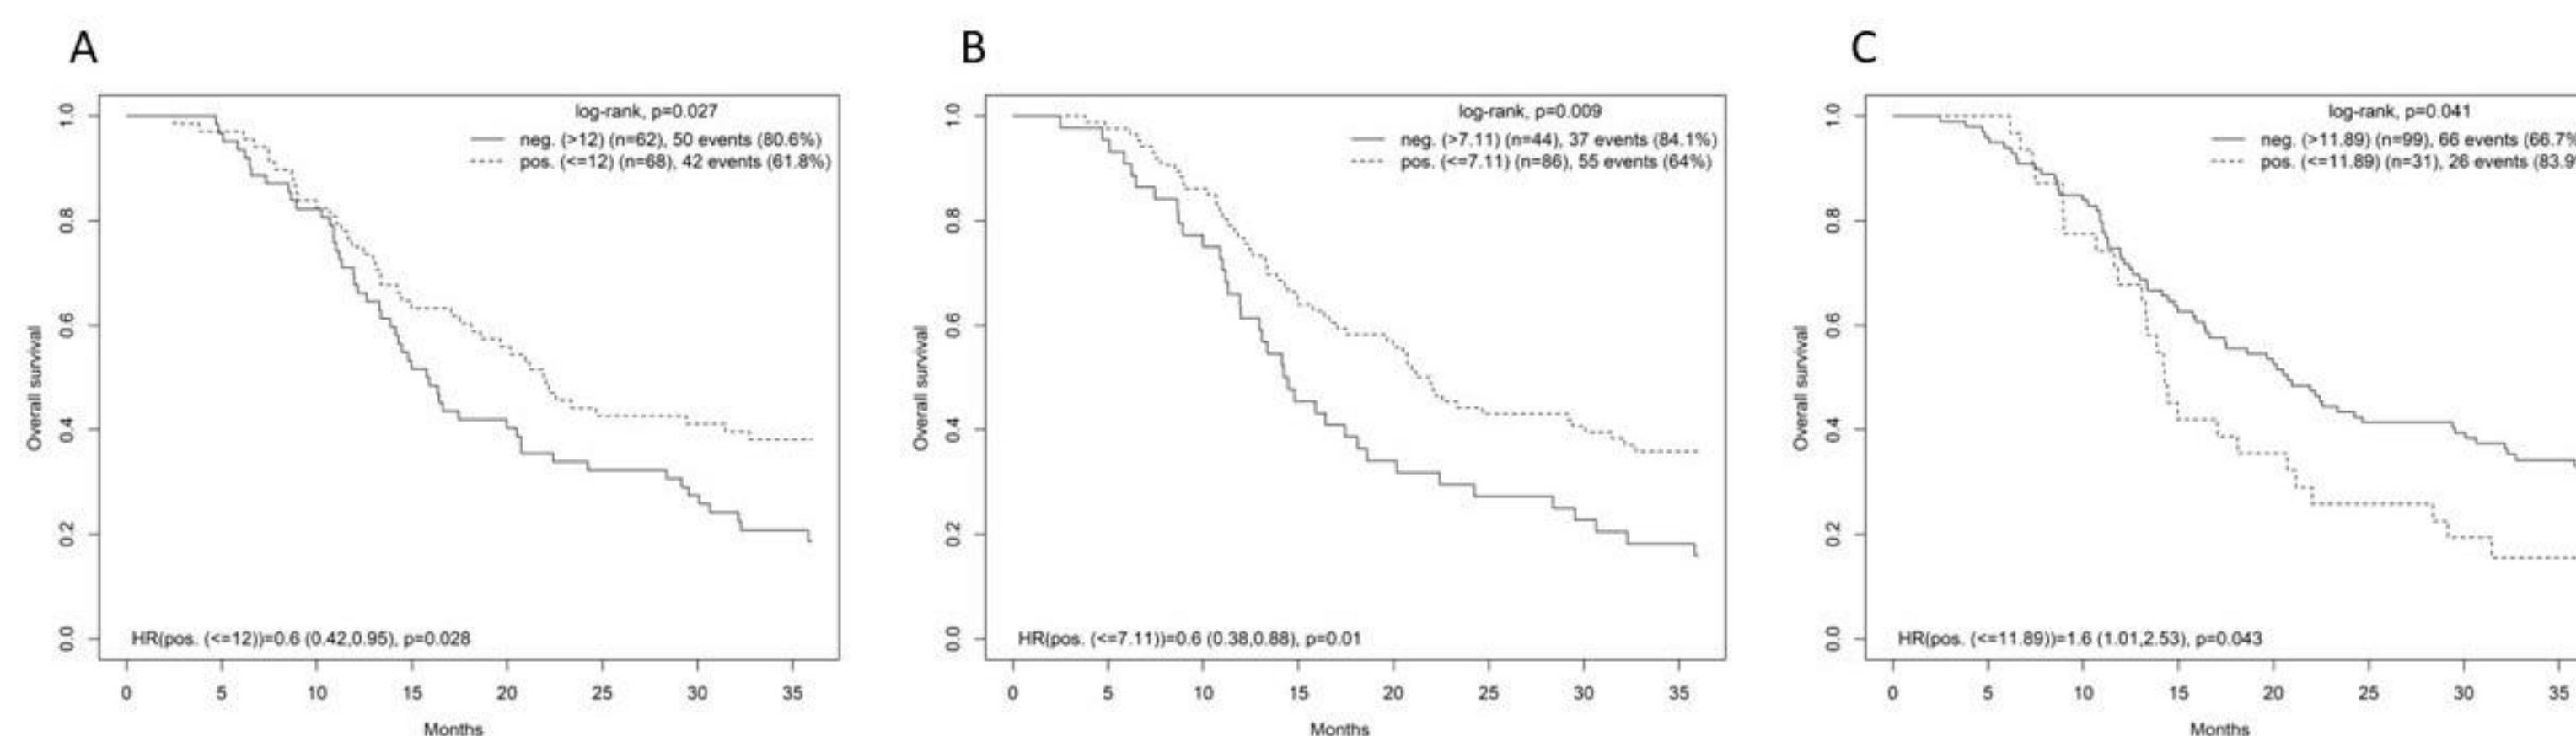 A
log-rank, p=0.027
neg. (>12) (n=62), 50 events (80.6%)
pos. (<=12) (n=68), 42 events (61.8%)
Overall survival
1.0
0.8
0.6
0.4
0.2
0.0
HR(pos. (<=12))=0.6 (0.42,0.95), p=0.028
0 5 10 15 20 25 30 35
Months
B
log-rank, p=0.009
neg. (>7.11) (n=44), 37 events (84.1%)
pos. (<=7.11) (n=86), 55 events (64%)
Overall survival
1.0
0.8
0.6
0.4
0.2
0.0
HR(pos. (<=7.11))=0.6 (0.38,0.88), p=0.01
0 5 10 15 20 25 30 35
Months
C
log-rank, p=0.041
neg. (>11.89) (n=99), 66 events (66.7%
pos. (<=11.89) (n=31), 26 events (83.9
Overall survival
1.0
0.8
0.6
0.4
0.2
0.0
HR(pos. (<=11.89))=1.6 (1.01,2.53), p=0.043
0 5 10 15 20 25 30 35
Months